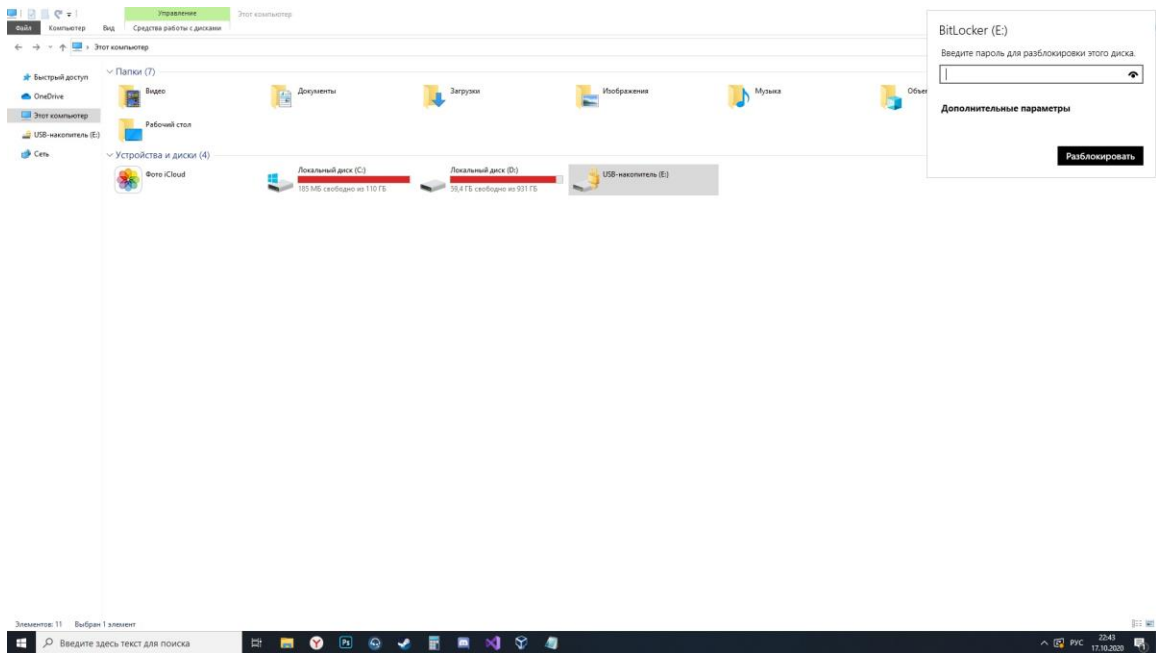 Управление
Этот компьютер
Файл
Компьютер
Вид
Средства работы с дисками
Этот компьютер
Быстрый доступ
OneDrive
Этот компьютер
USB-накопитель (E:)
Сеть
Папки (7)
Видео
Документы
Загрузки
Изображения
Музыка
Объем
Рабочий стол
Устройства и диски (4)
Фото iCloud
Локальный диск (C:)
185 МБ свободно из 110 ГБ
Локальный диск (D:)
59,4 ГБ свободно из 931 ГБ
USB-накопитель (E:)
BitLocker (E:)
Введите пароль для разблокировки этого диска.
Дополнительные параметры
Разблокировать
Элементов: 11
Выбран 1 элемент
Введите здесь текст для поиска
Ps
РУС
22:43
17.10.2020